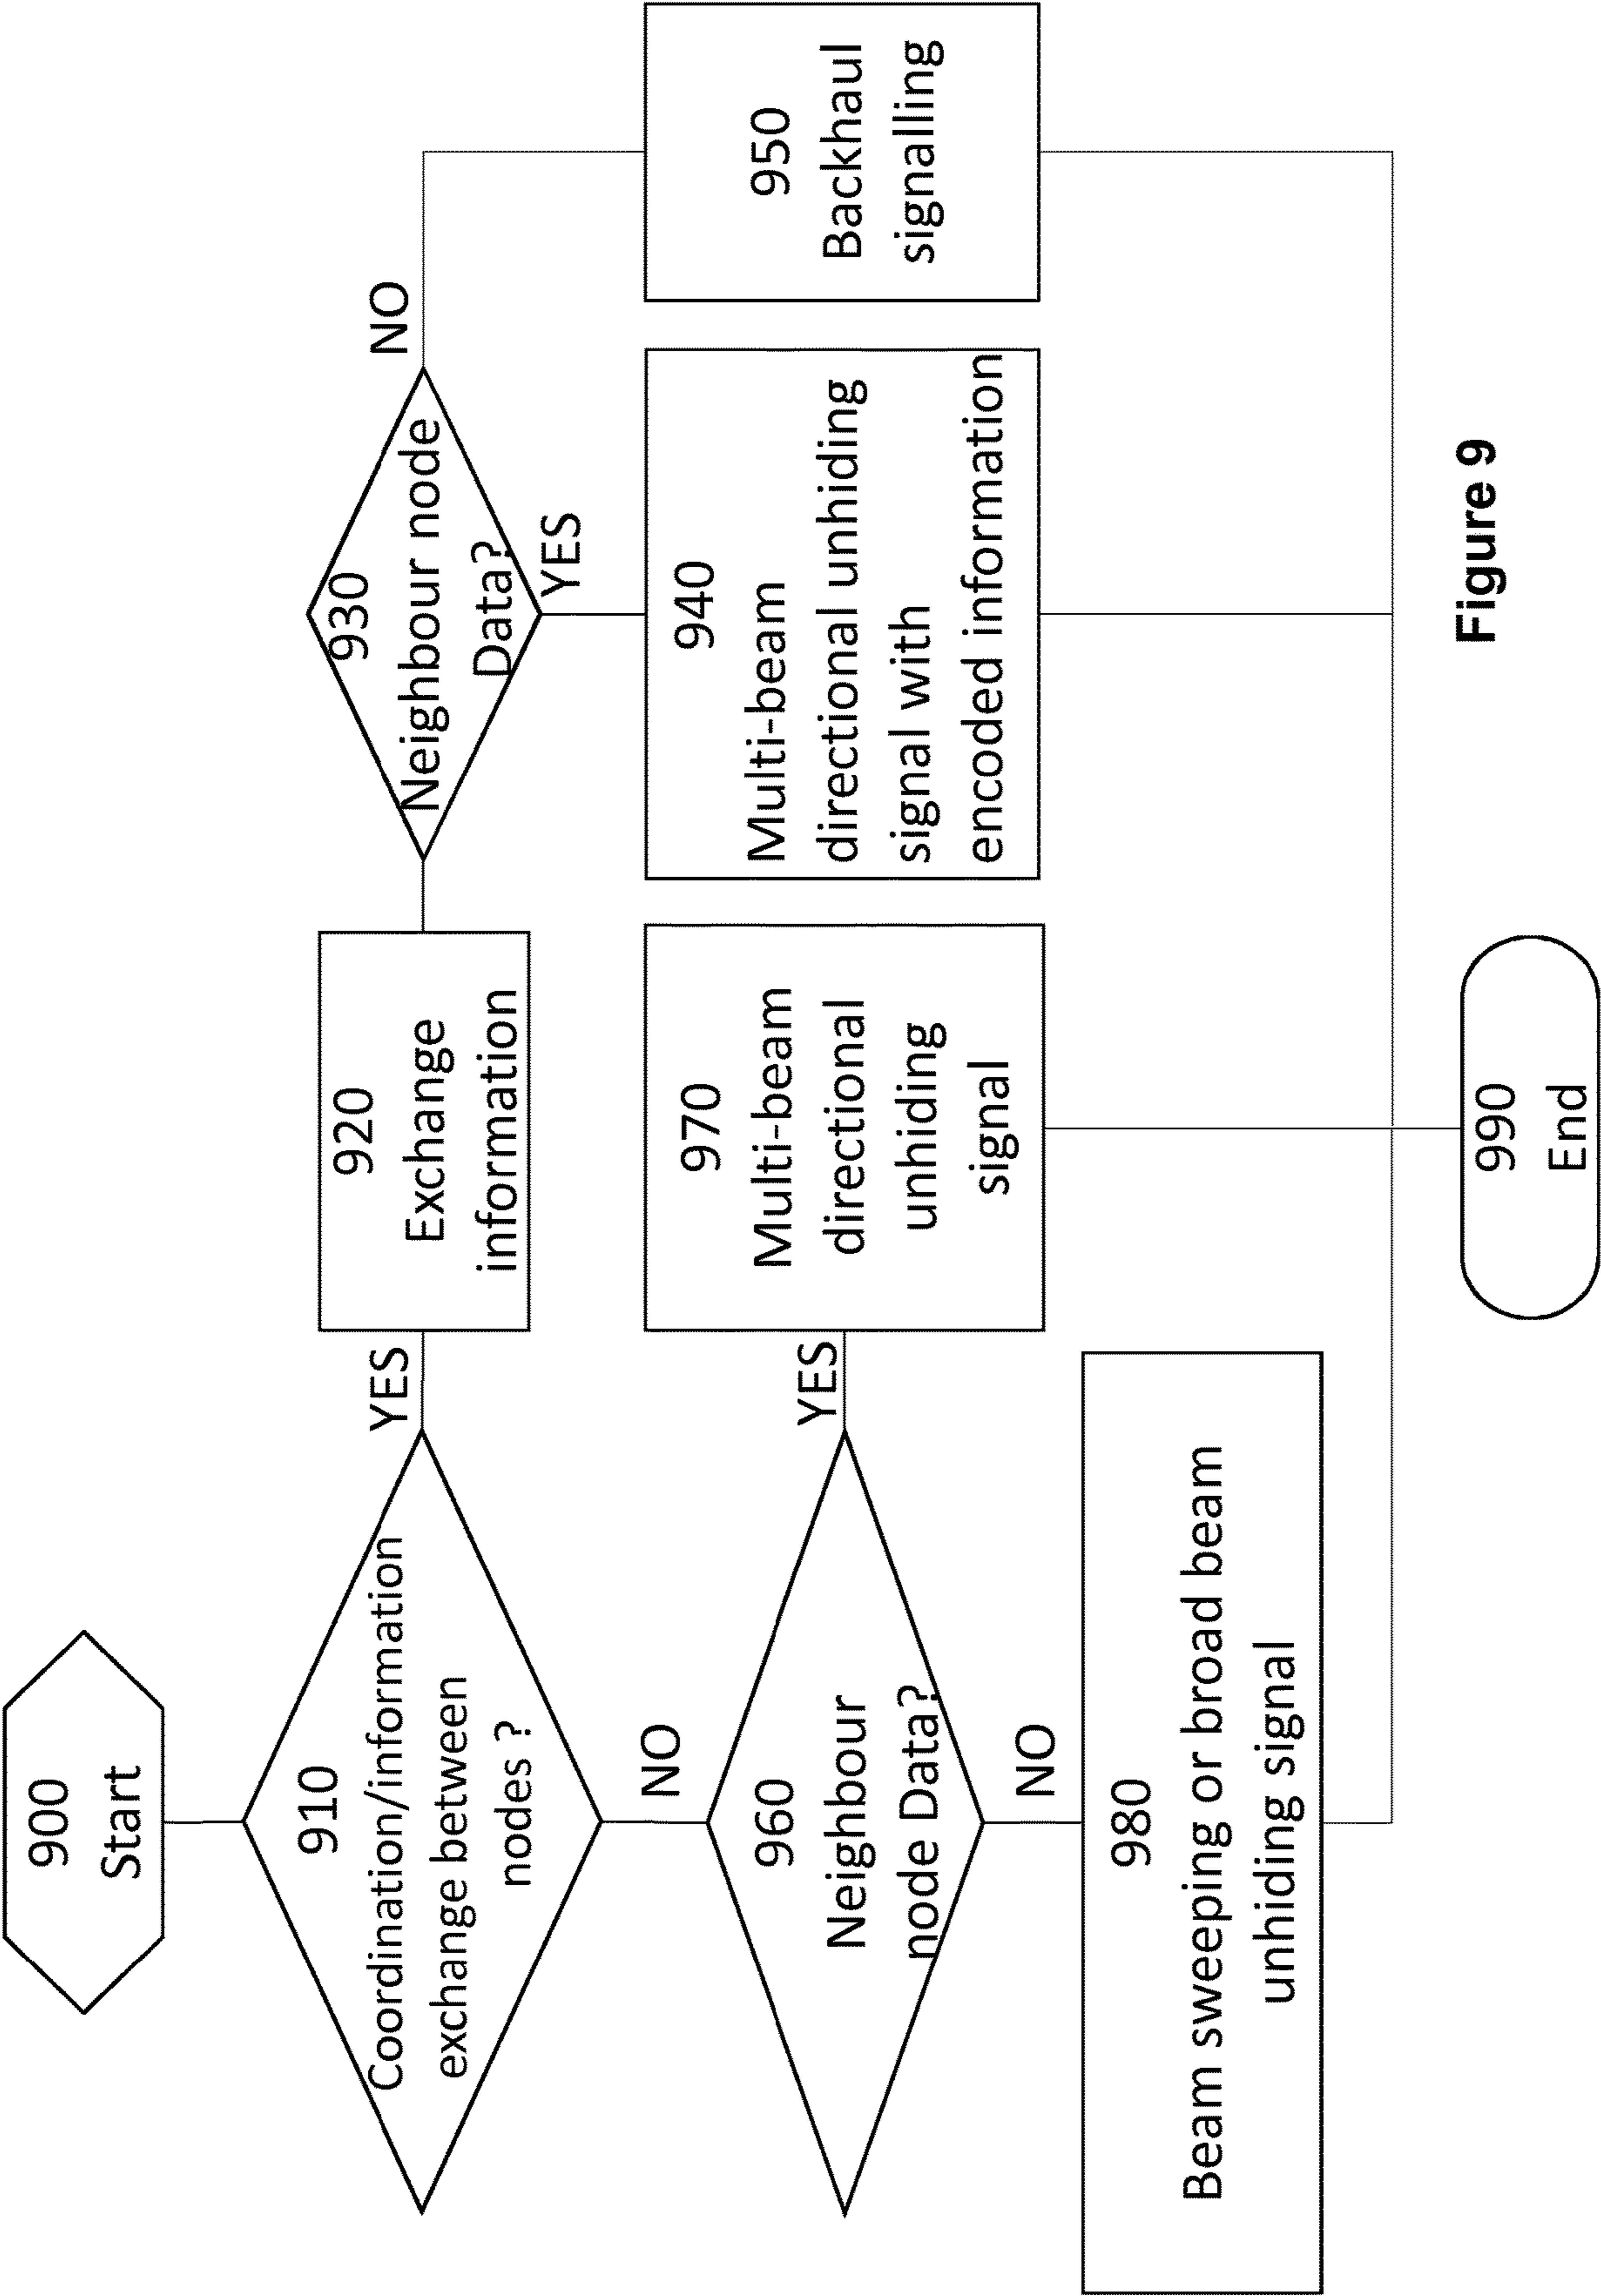 900
Start
910
Coordination/information
exchange between
nodes ?
YES
920
Exchange
information
930
Neighbour node
Data?
NO
YES
NO
960
Neighbour
node Data?
YES
970
Multi-beam
directional
unhiding
signal
940
Multi-beam
directional unhiding
signal with
encoded information
950
Backhaul
signalling
NO
980
Beam sweeping or broad beam
unhiding signal
990
End
Figure 9